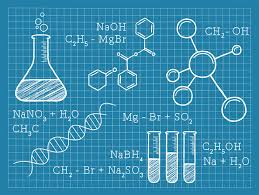 NaOH
C₂H₅ - MgBr
CH₃ - OH
O
O
O
O
NaNO₃ + H₂O
CH₃C
Mg - Br + SO₂
NaBH₄
CH₂ - Br + Na₂SO₃
C₂H₅OH
Na + H₂O